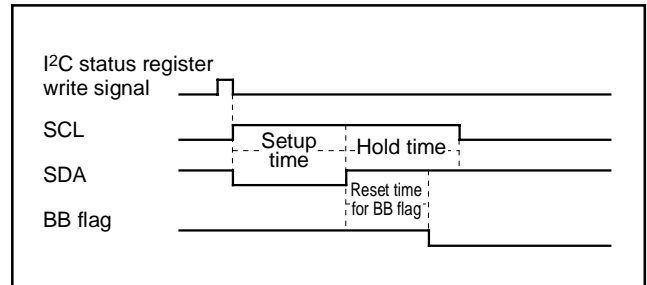 I2C status register
write signal
SCL
Setup
time
Hold time
SDA
Reset time
for BB flag
BB flag